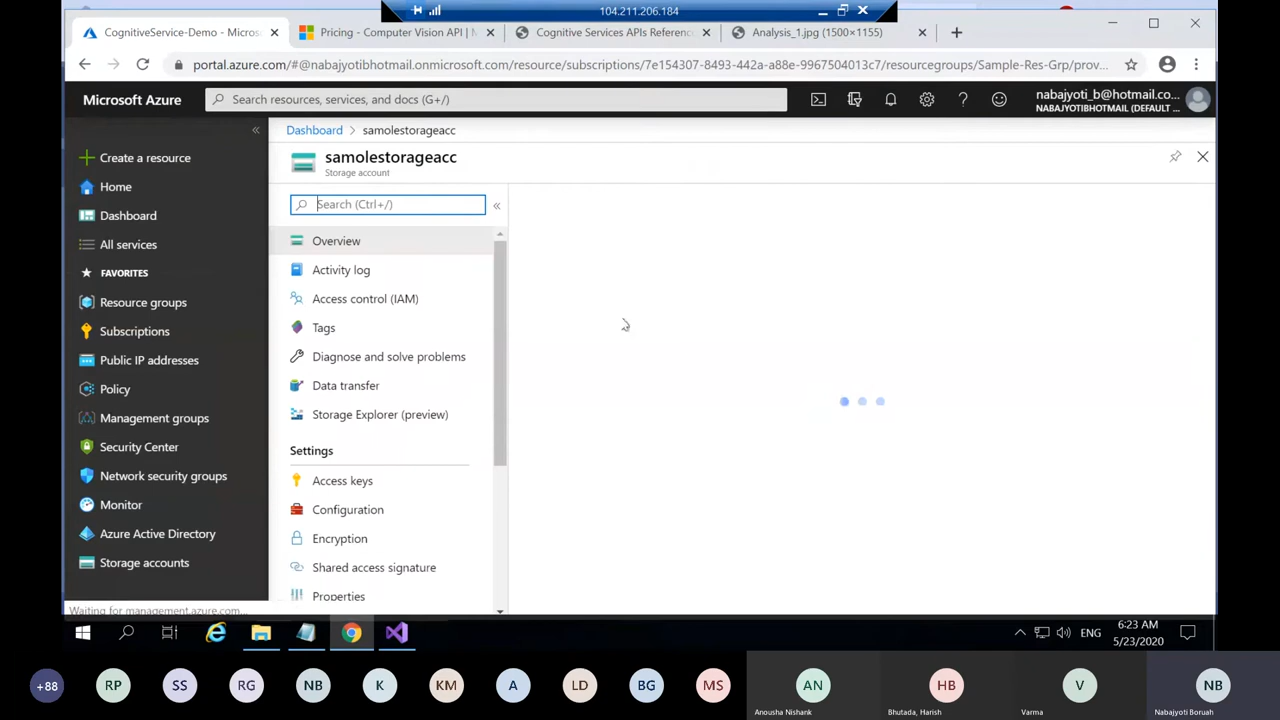 104.211.206.184
CognitiveService-Demo - Micros
Pricing - Computer Vision API | M
Cognitive Services APIs Referenc
Analysis_1.jpg (1500×1155)
portal.azure.com/#@nabajyotibhotmail.onmicrosoft.com/resource/subscriptions/7e154307-8493-442a-a88e-9967504013c7/resourcegroups/Sample-Res-Grp/prov...
Microsoft Azure
Search resources, services, and docs (G+/)
nabajyoti_b@hotmail.co...
NABAJYOTIBHOTMAIL (DEFAULT ...
Create a resource
Home
Dashboard
All services
FAVORITES
Resource groups
Subscriptions
Public IP addresses
Policy
Management groups
Security Center
Network security groups
Monitor
Azure Active Directory
Storage accounts
Dashboard > samolestorageacc
samolestorageacc
Storage account
Search (Ctrl+/)
Overview
Activity log
Access control (IAM)
Tags
Diagnose and solve problems
Data transfer
Storage Explorer (preview)
Settings
Access keys
Configuration
Encryption
Shared access signature
Properties
Waiting for management.azure.com...
ENG
6:23 AM
5/23/2020
+88
RP
SS
RG
NB
K
KM
A
LD
BG
MS
AN
Anousha Nishank
HB
Bhutada, Harish
V
Varma
NB
Nabajyoti Boruah